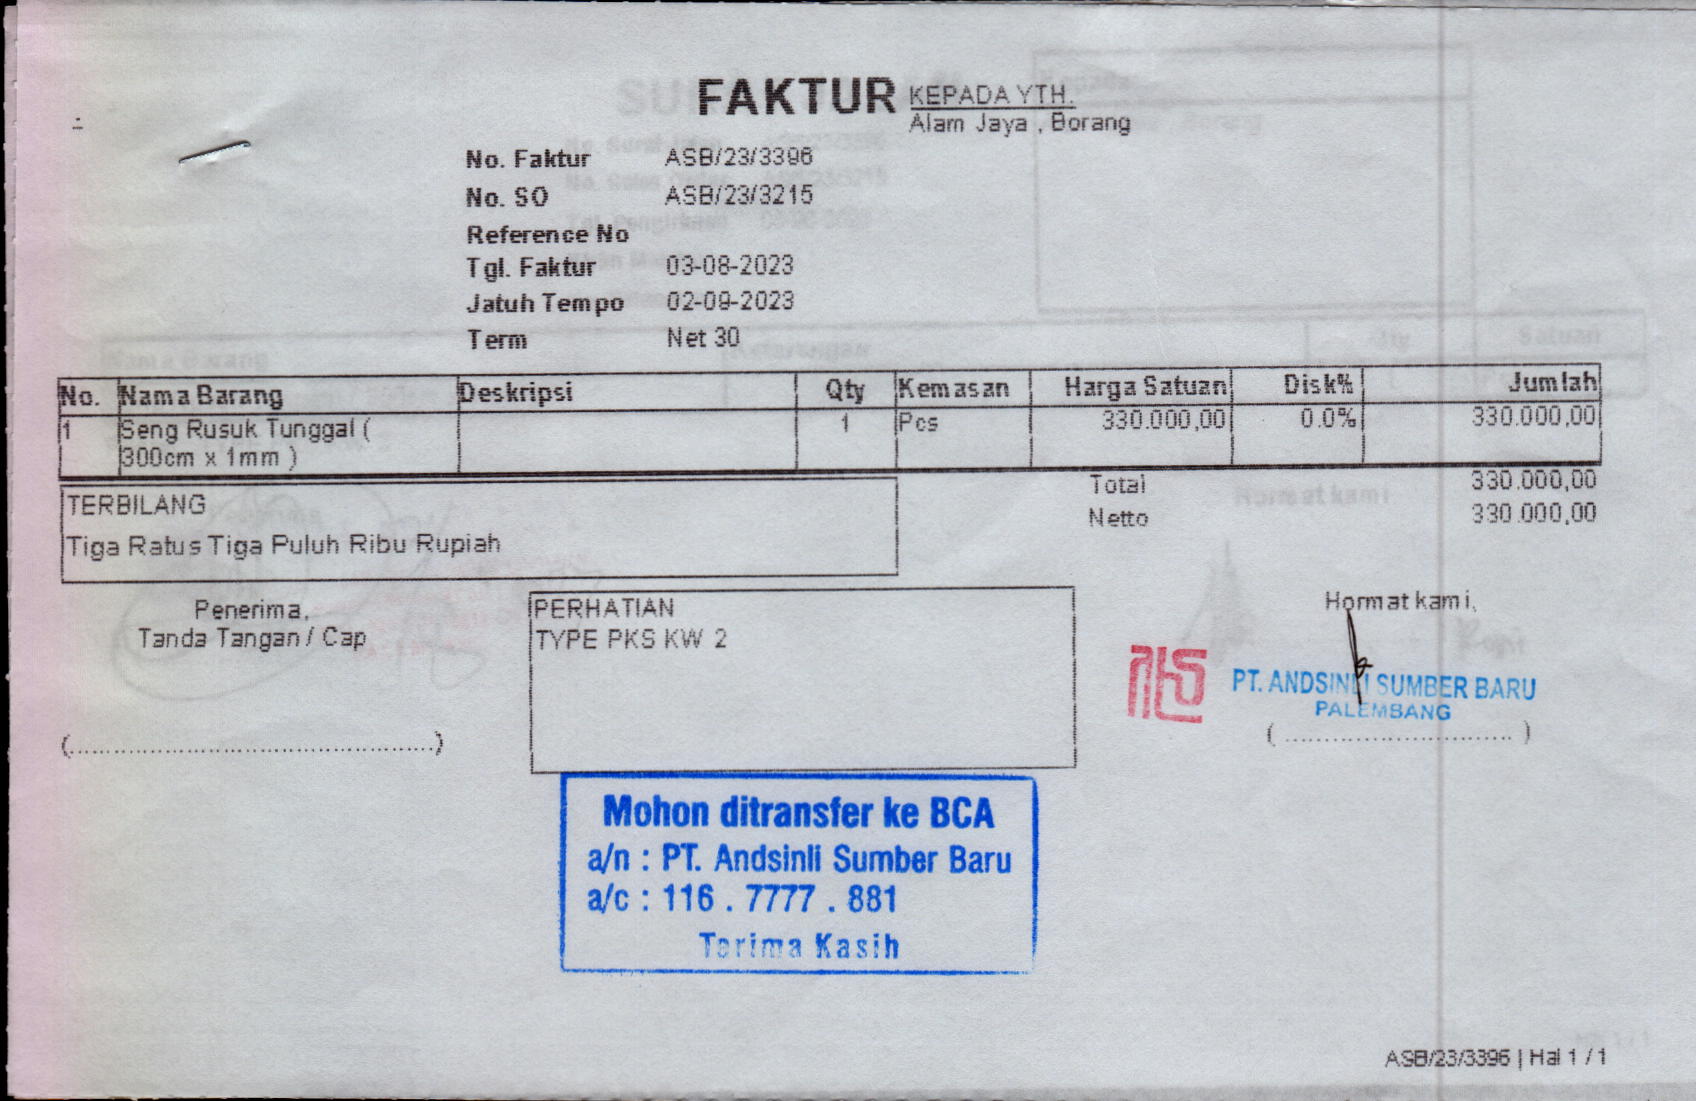 FAKTUR
KEPADA YTH.
Alam Jaya , Borang
No. Faktur ASB/23/3396
No. SO ASB/23/3215
Reference No
Tgl. Faktur 03-08-2023
Jatuh Tempo 02-09-2023
Term Net 30
No. Nama Barang Deskripsi Qty Kemasan Harga Satuan Disk% Jumlah
1 Seng Rusuk Tunggal ( 1 Pcs 330.000,00 0.0% 330.000,00
300cm x 1mm )
Total 330.000,00
Netto 330.000,00
TERBILANG
Tiga Ratus Tiga Puluh Ribu Rupiah
Penerima,
Tanda Tangan / Cap
(..............................................)
PERHATIAN
TYPE PKS KW 2
Hormat kami,
PT. ANDSINLI SUMBER BARU
PALEMBANG
( ............................. )
Mohon ditransfer ke BCA
a/n : PT. Andsinli Sumber Baru
a/c : 116 . 7777 . 881
Terima Kasih
ASB/23/3396 | Hal 1 / 1